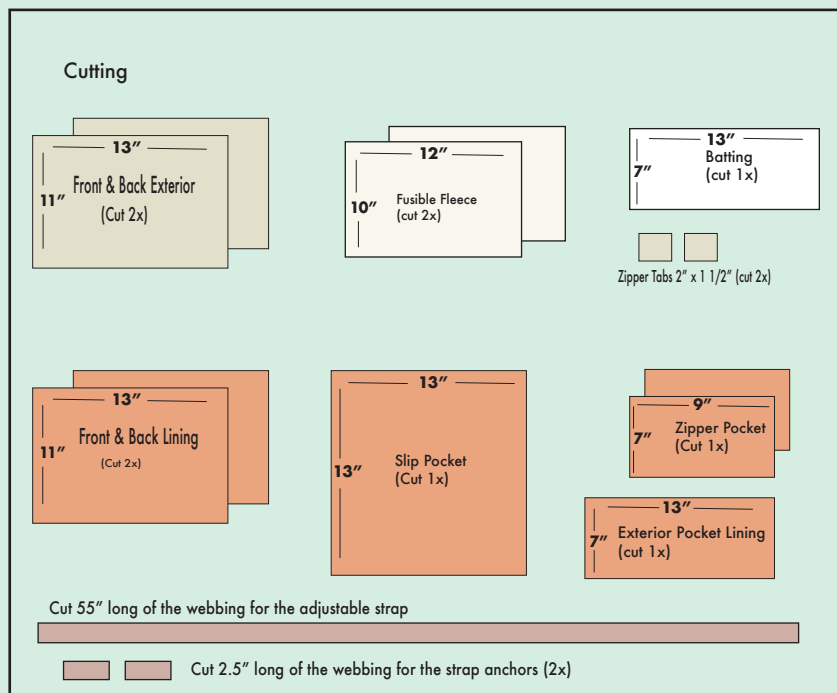 Cutting
13”
11”
Front & Back Exterior
(Cut 2x)
12”
10”
Fusible Fleece
(cut 2x)
13”
7”
Batting
(cut 1x)
Zipper Tabs 2” x 1 1/2” (cut 2x)
13”
11”
Front & Back Lining
(Cut 2x)
13”
13”
Slip Pocket
(Cut 1x)
9”
7”
Zipper Pocket
(Cut 1x)
13”
7”
Exterior Pocket Lining
(cut 1x)
Cut 55” long of the webbing for the adjustable strap
Cut 2.5” long of the webbing for the strap anchors (2x)